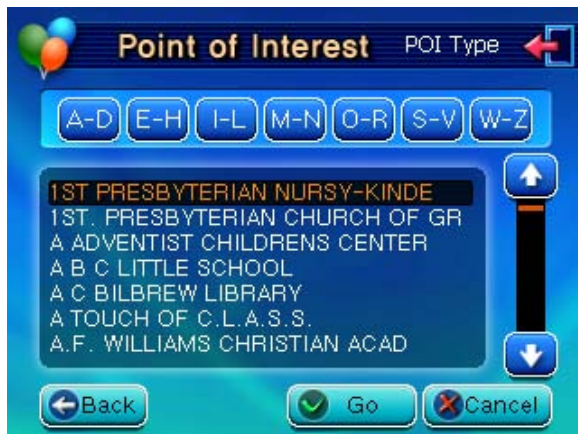 Point of Interest POI Type
A-D E-H I-L M-N O-R S-V W-Z
1ST PRESBYTERIAN NURSY-KINDE
1ST. PRESBYTERIAN CHURCH OF GR
A ADVENTIST CHILDRENS CENTER
A B C LITTLE SCHOOL
A C BILBREW LIBRARY
A TOUCH OF C.L.A.S.S.
A.F. WILLIAMS CHRISTIAN ACAD
Back Go Cancel